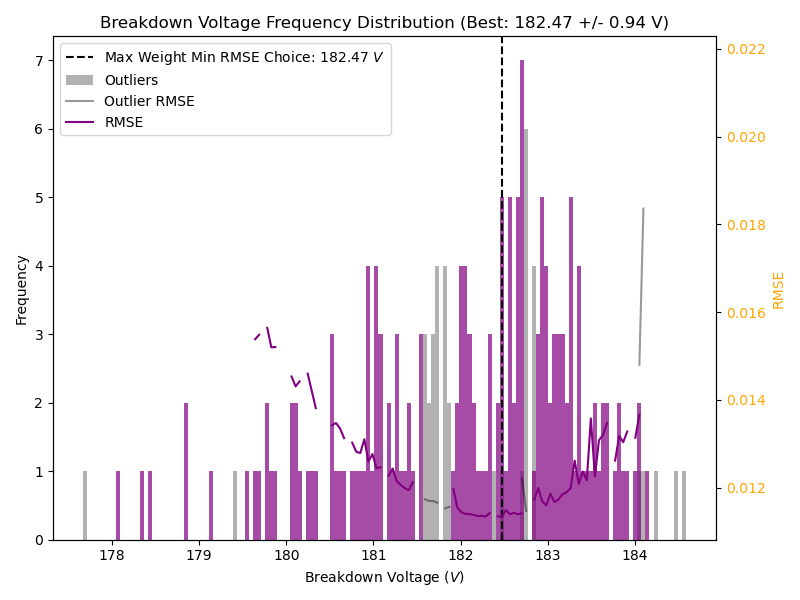 Breakdown Voltage Frequency Distribution (Best: 182.47 +/- 0.94 V)
Max Weight Min RMSE Choice: 182.47 V
Outliers
Outlier RMSE
RMSE
Frequency
7
6
5
4
3
2
1
0
178
179
180
181
182
183
184
Breakdown Voltage (V)
0.022
0.020
0.018
0.016
0.014
0.012
RMSE